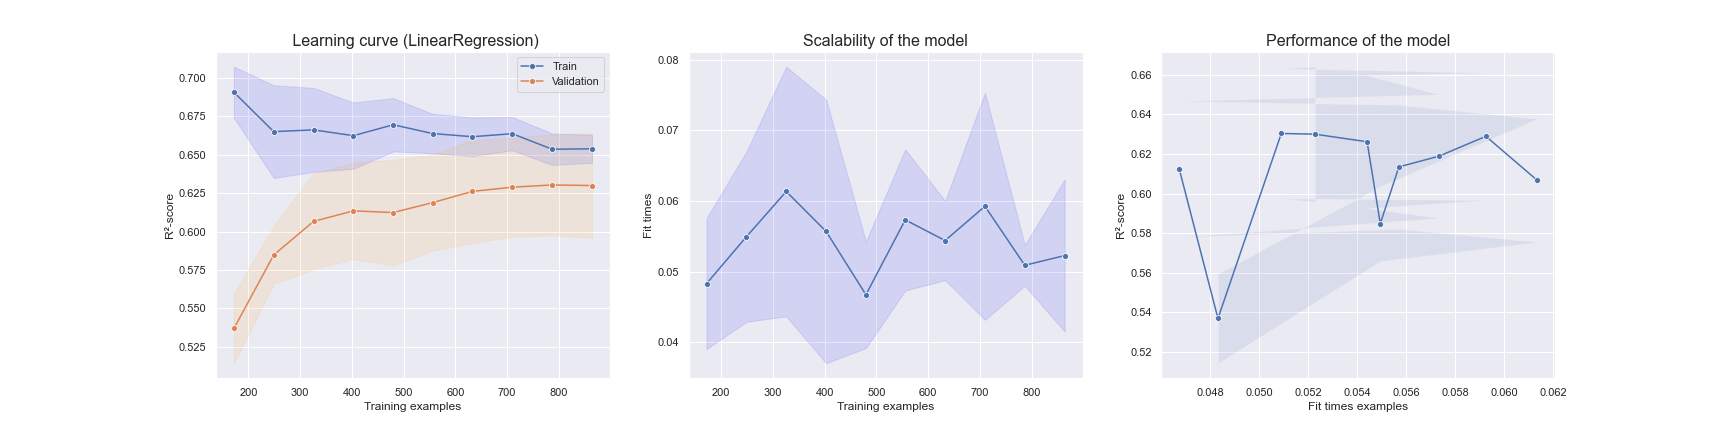 Learning curve (LinearRegression)
Train
Validation
0.700
0.675
0.650
0.625
0.600
0.575
0.550
0.525
R²-score
200 300 400 500 600 700 800
Training examples
Scalability of the model
0.08
0.07
0.06
0.05
0.04
Fit times
200 300 400 500 600 700 800
Training examples
Performance of the model
0.66
0.64
0.62
0.60
0.58
0.56
0.54
0.52
R²-score
0.048 0.050 0.052 0.054 0.056 0.058 0.060 0.062
Fit times examples